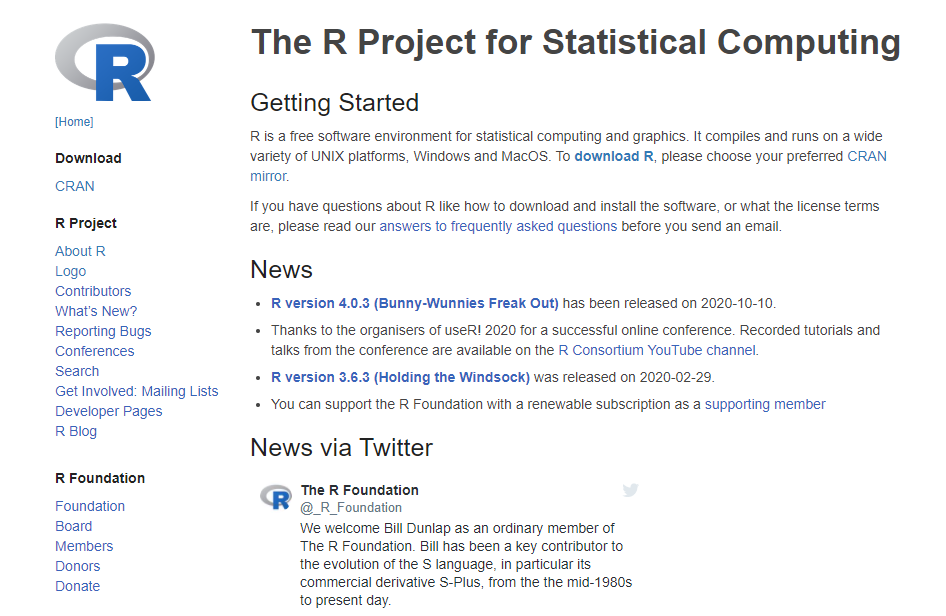 R
The R Project for Statistical Computing
[Home]
Download
CRAN
R Project
About R
Logo
Contributors
What's New?
Reporting Bugs
Conferences
Search
Get Involved: Mailing Lists
Developer Pages
R Blog
R Foundation
Foundation
Board
Members
Donors
Donate
Getting Started
R is a free software environment for statistical computing and graphics. It compiles and runs on a wide
variety of UNIX platforms, Windows and MacOS. To download R, please choose your preferred CRAN
mirror.
If you have questions about R like how to download and install the software, or what the license terms
are, please read our answers to frequently asked questions before you send an email.
News
• R version 4.0.3 (Bunny-Wunnies Freak Out) has been released on 2020-10-10.
• Thanks to the organisers of useR! 2020 for a successful online conference. Recorded tutorials and
talks from the conference are available on the R Consortium YouTube channel.
• R version 3.6.3 (Holding the Windsock) was released on 2020-02-29.
• You can support the R Foundation with a renewable subscription as a supporting member
News via Twitter
R
The R Foundation
@_R_Foundation
We welcome Bill Dunlap as an ordinary member of
The R Foundation. Bill has been a key contributor to
the evolution of the S language, in particular its
commercial derivative S-Plus, from the the mid-1980s
to present day.